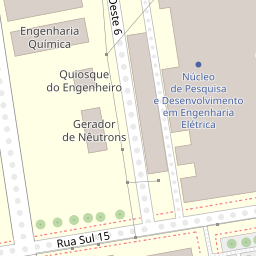 Oeste 6
Engenharia
Química
Quiosque
do Engenheiro
Núcleo
de Pesquisa
e Desenvolvimento
em Engenharia
Elétrica
Gerador
de Nêutrons
Rua Sul 15